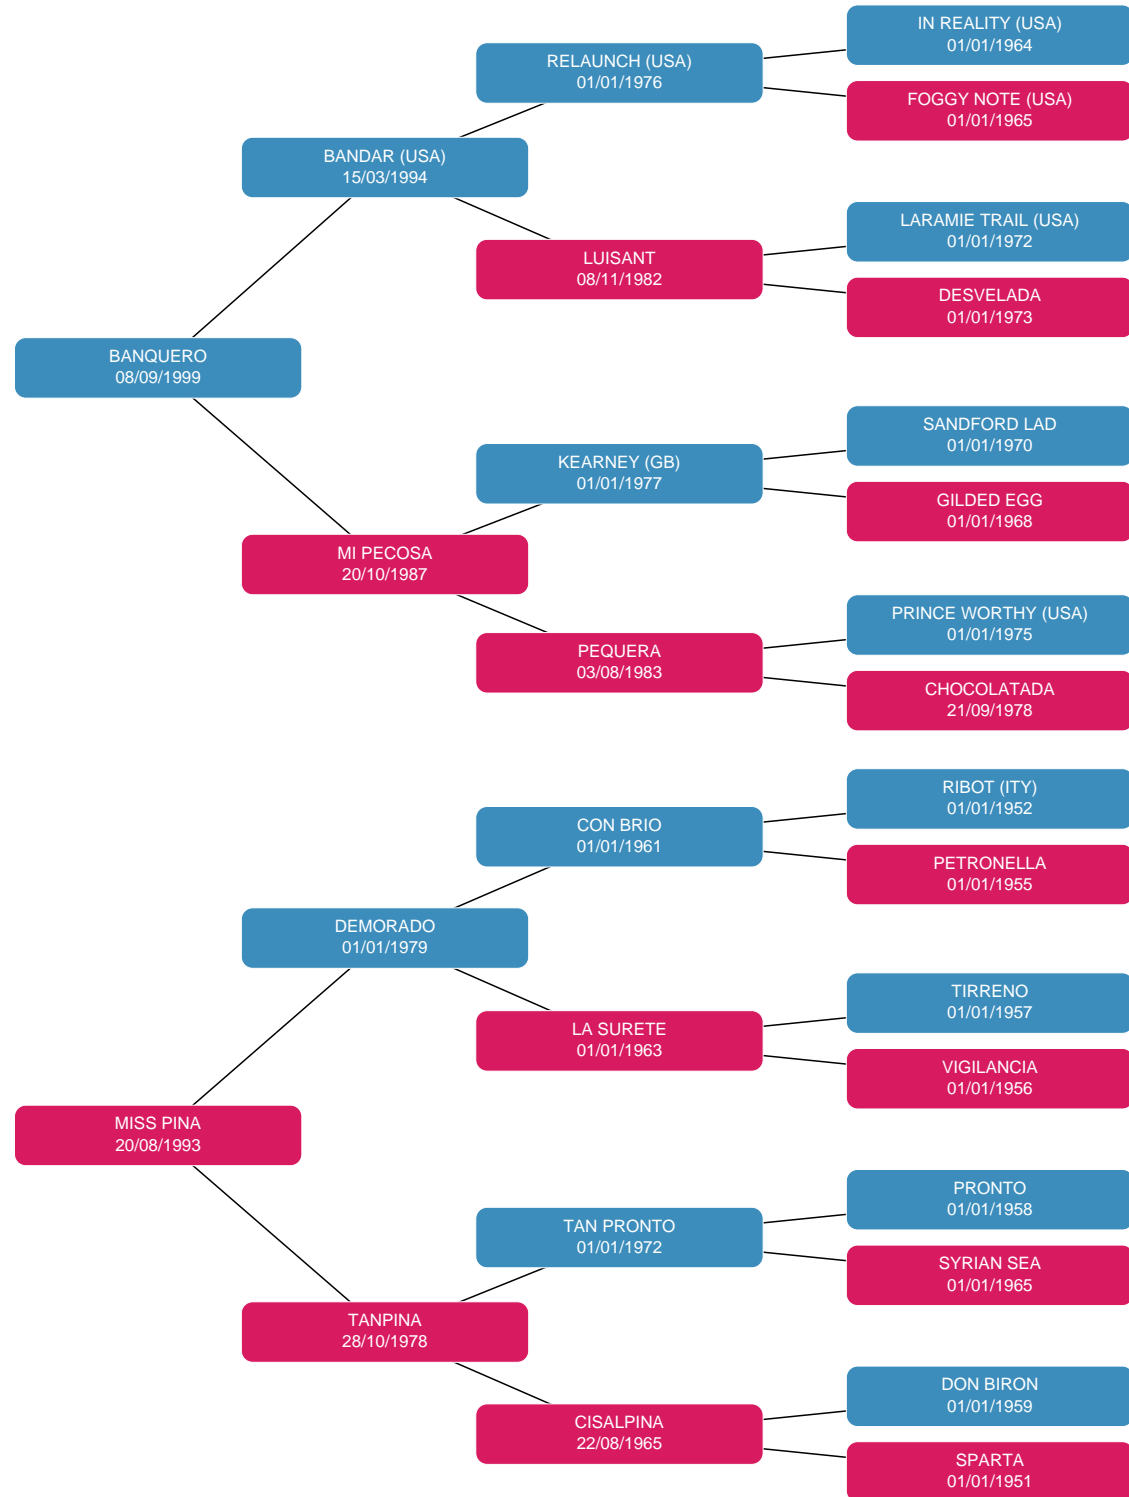 IN REALITY (USA)
01/01/1964
RELAUNCH (USA)
01/01/1976
FOGGY NOTE (USA)
01/01/1965
BANDAR (USA)
15/03/1994
LARAMIE TRAIL (USA)
01/01/1972
LUISANT
08/11/1982
DESVELADA
01/01/1973
BANQUERO
08/09/1999
SANDFORD LAD
01/01/1970
KEARNEY (GB)
01/01/1977
GILDED EGG
01/01/1968
MI PECOSA
20/10/1987
PRINCE WORTHY (USA)
01/01/1975
PEQUERA
03/08/1983
CHOCOLATADA
21/09/1978
RIBOT (ITY)
01/01/1952
CON BRIO
01/01/1961
PETRONELLA
01/01/1955
DEMORADO
01/01/1979
TIRRENO
01/01/1957
LA SURETE
01/01/1963
VIGILANCIA
01/01/1956
MISS PINA
20/08/1993
PRONTO
01/01/1958
TAN PRONTO
01/01/1972
SYRIAN SEA
01/01/1965
TANPINA
28/10/1978
DON BIRON
01/01/1959
CISALPINA
22/08/1965
SPARTA
01/01/1951